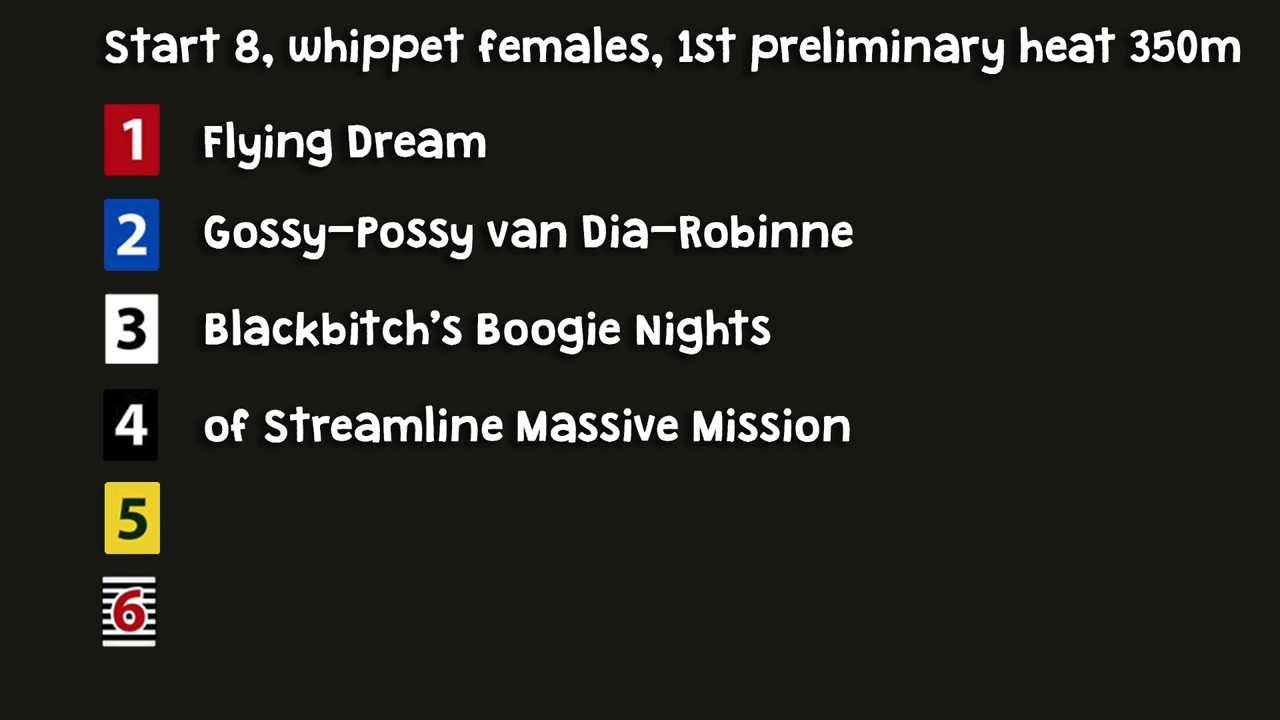 Start 8, whippet females, 1st preliminary heat 350m
1 Flying Dream
2 Gossy-Possy van Dia-Robinne
3 Blackbitch's Boogie Nights
4 of Streamline Massive Mission
5
6